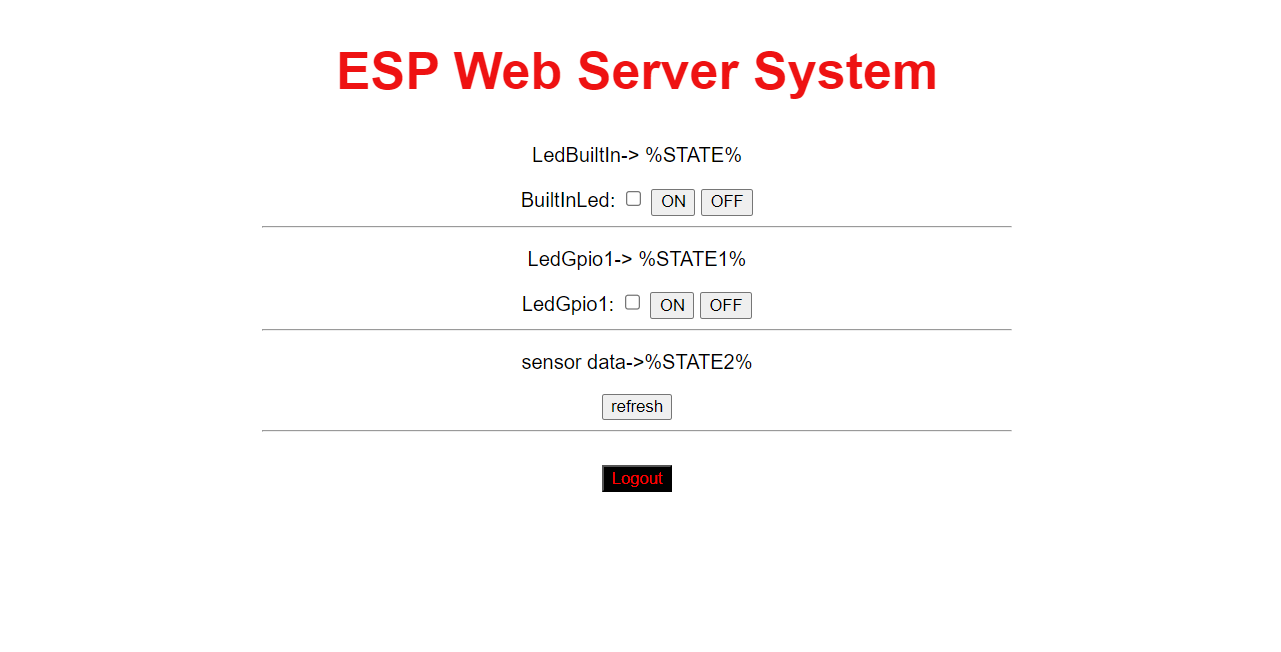 ESP Web Server System
LedBuiltIn-> %STATE%
BuiltInLed: ON OFF
LedGpio1-> %STATE1%
LedGpio1: ON OFF
sensor data->%STATE2%
refresh
Logout